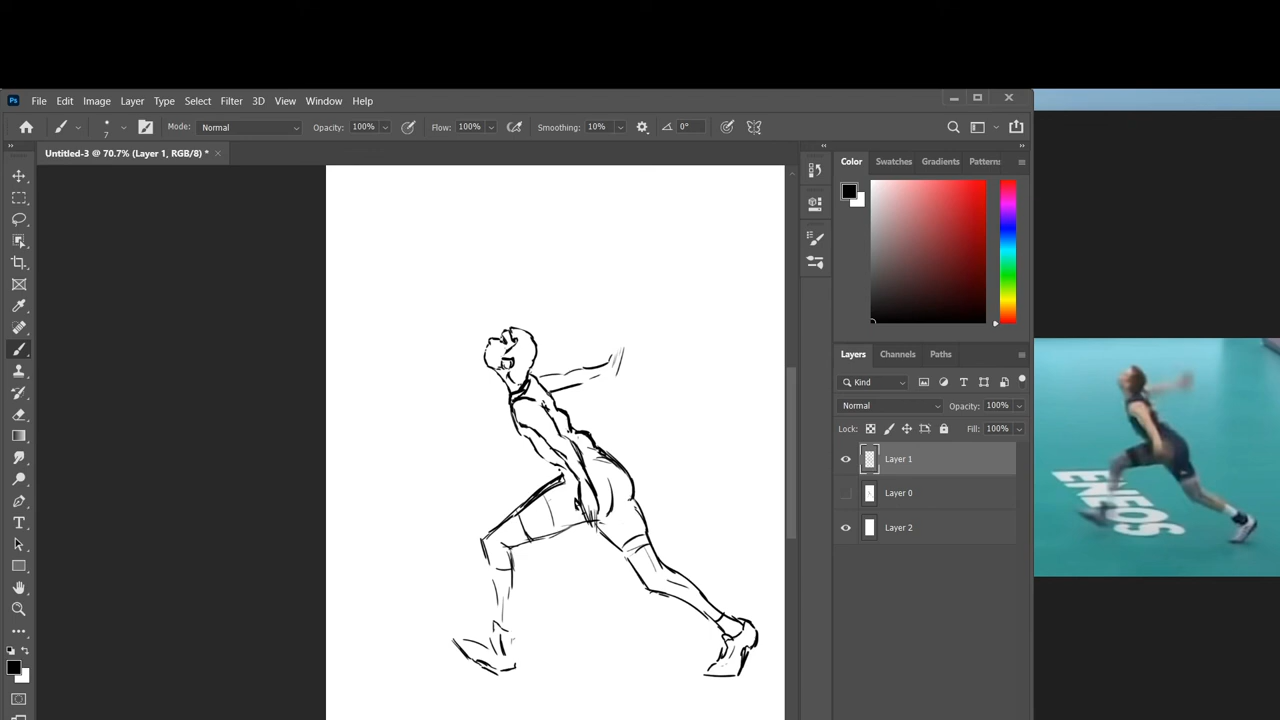 Ps File Edit Image Layer Type Select Filter 3D View Window Help
7 Mode: Normal Opacity: 100% Flow: 100% Smoothing: 10% 0°
Untitled-3 @ 70.7% (Layer 1, RGB/8) *
Color Swatches Gradients Patterns
Layers Channels Paths
Kind
Normal Opacity: 100%
Lock: Fill: 100%
Layer 1
Layer 0
Layer 2
ENEOS